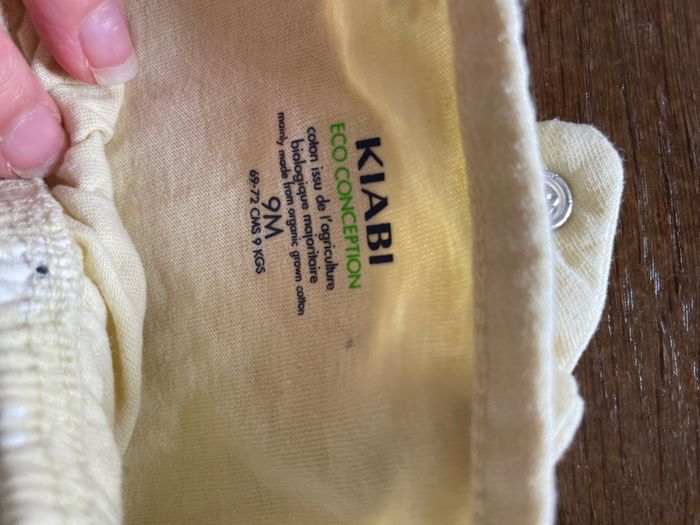 KIABI
ECO CONCEPTION
coton issu de l'agriculture
biologique majoritaire
mainly made from organic grown cotton
9M
69-72 CMS 9 KGS